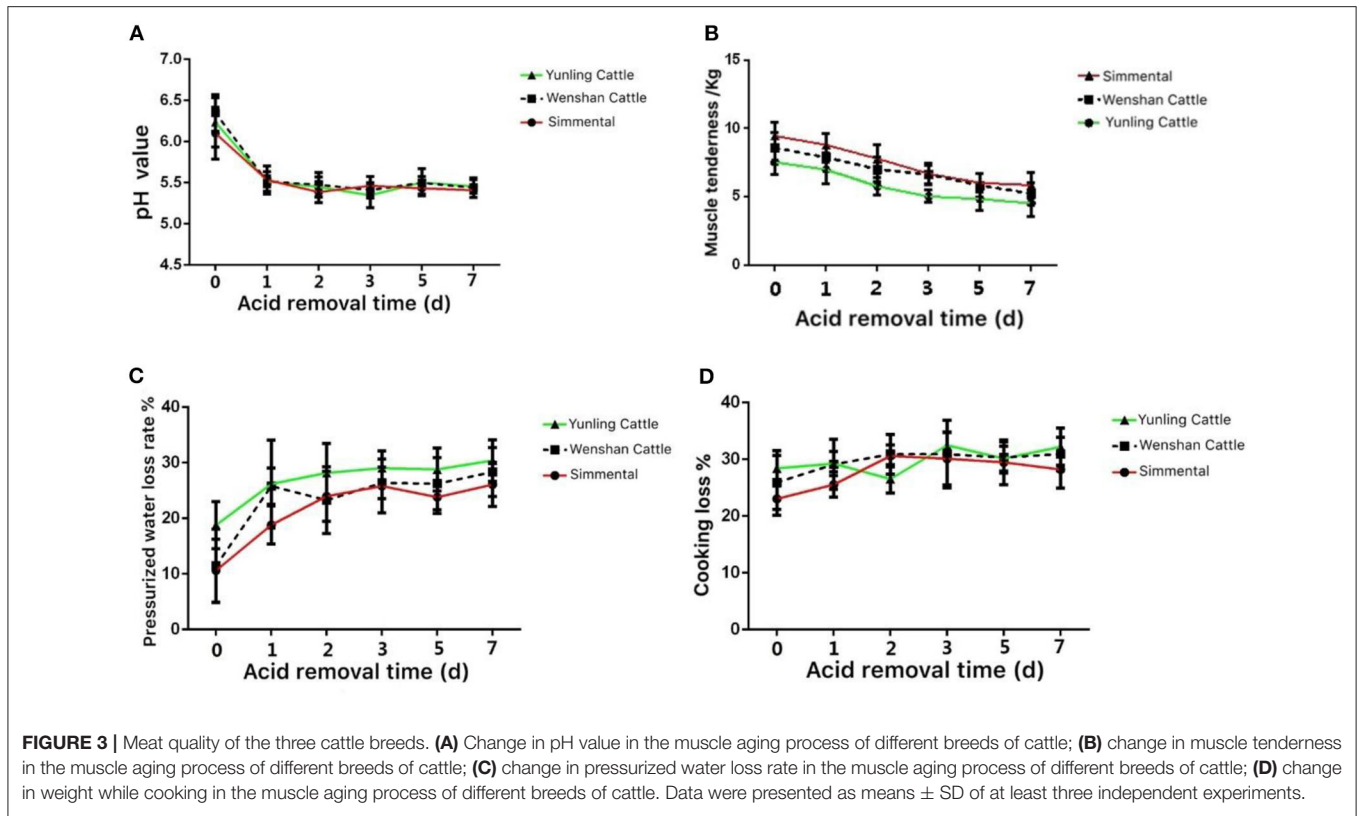 A
7.0
6.5
6.0
5.5
5.0
4.5
pH value
0 1 2 3 5 7
Acid removal time (d)
Yunling Cattle
Wenshan Cattle
Simmental
B
15
10
5
0
Muscle tenderness /Kg
0 1 2 3 5 7
Acid removal time (d)
Simmental
Wenshan Cattle
Yunling Cattle
C
40
30
20
10
0
Pressurized water loss rate %
0 1 2 3 5 7
Acid removal time (d)
Yunling Cattle
Wenshan Cattle
Simmental
D
40
30
20
10
0
Cooking loss %
0 1 2 3 5 7
Acid removal time (d)
Yunling Cattle
Wenshan Cattle
Simmental
FIGURE 3 | Meat quality of the three cattle breeds. (A) Change in pH value in the muscle aging process of different breeds of cattle; (B) change in muscle tenderness
in the muscle aging process of different breeds of cattle; (C) change in pressurized water loss rate in the muscle aging process of different breeds of cattle; (D) change
in weight while cooking in the muscle aging process of different breeds of cattle. Data were presented as means ± SD of at least three independent experiments.